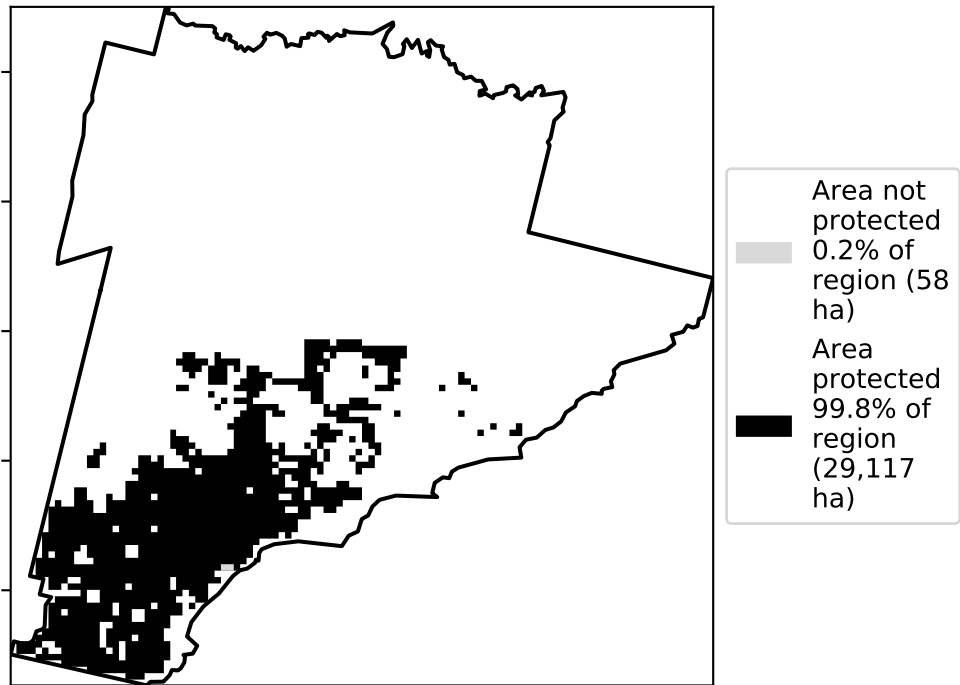 Area not
protected
0.2% of
region (58
ha)
Area
protected
99.8% of
region
(29,117
ha)